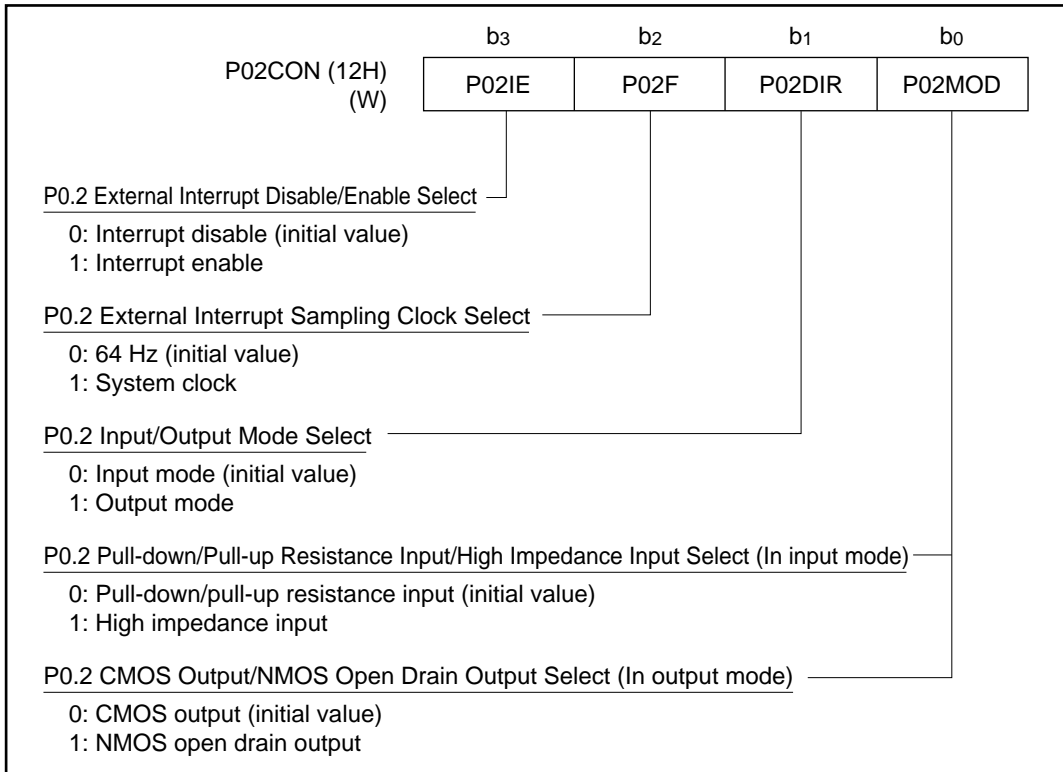 b3 b2 b1 b0
P02CON (12H) P02IE P02F P02DIR P02MOD
(W)
P0.2 External Interrupt Disable/Enable Select
0: Interrupt disable (initial value)
1: Interrupt enable
P0.2 External Interrupt Sampling Clock Select
0: 64 Hz (initial value)
1: System clock
P0.2 Input/Output Mode Select
0: Input mode (initial value)
1: Output mode
P0.2 Pull-down/Pull-up Resistance Input/High Impedance Input Select (In input mode)
0: Pull-down/pull-up resistance input (initial value)
1: High impedance input
P0.2 CMOS Output/NMOS Open Drain Output Select (In output mode)
0: CMOS output (initial value)
1: NMOS open drain output